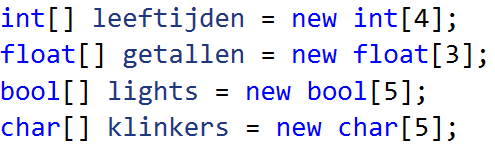 int[] leeftijden = new int[4];
float[] getallen = new float[3];
bool[] lights = new bool[5];
char[] klinkers = new char[5];